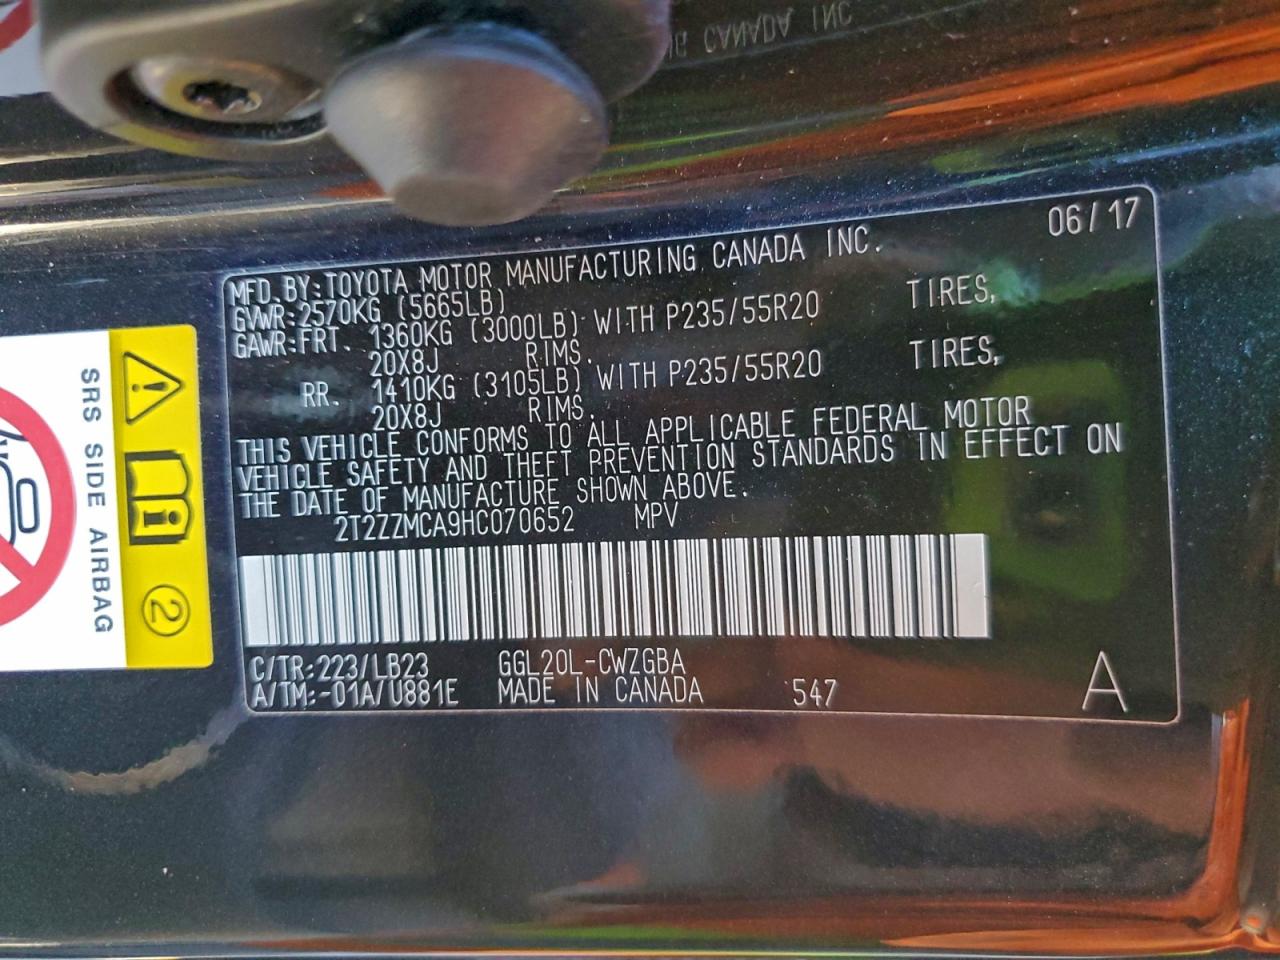 NG CANADA INC
06/17
MFD.BY:TOYOTA MOTOR MANUFACTURING CANADA INC.
GVWR:2570KG (5665LB)
GAWR:FRT. 1360KG (3000LB) WITH P235/55R20 TIRES,
20X8J RIMS.
RR. 1410KG (3105LB) WITH P235/55R20 TIRES,
20X8J RIMS.
THIS VEHICLE CONFORMS TO ALL APPLICABLE FEDERAL MOTOR
VEHICLE SAFETY AND THEFT PREVENTION STANDARDS IN EFFECT ON
THE DATE OF MANUFACTURE SHOWN ABOVE.
2T2ZZMCA9HC070652 MPV
C/TR:223/LB23 GGL20L-CWZGBA
A/TM:-01A/U881E MADE IN CANADA 547 A
SRS SIDE AIRBAG
2